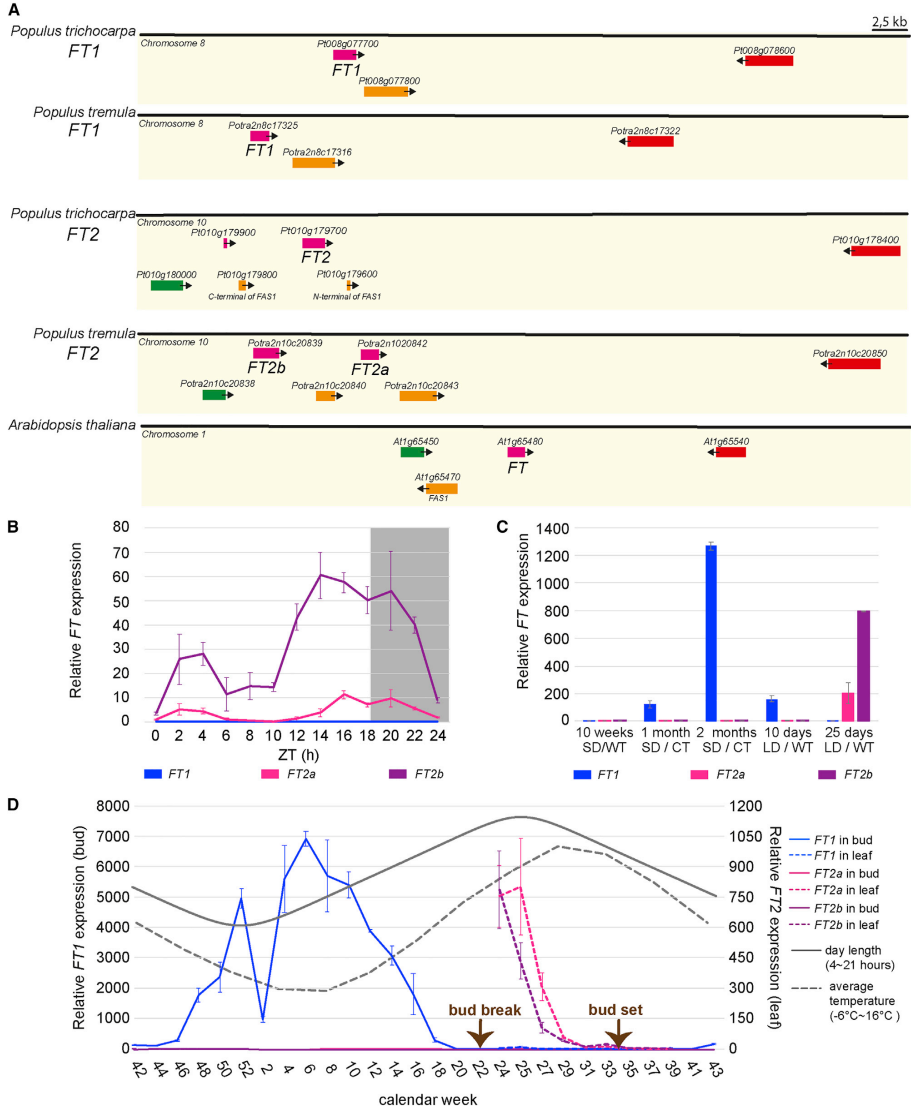 A
2,5 kb
Populus trichocarpa
FT1
Chromosome 8
Pt008g077700
FT1
Pt008g077800
Pt008g078600
Populus tremula
FT1
Chromosome 8
Potra2n8c17325
FT1
Potra2n8c17316
Potra2n8c17322
Populus trichocarpa
FT2
Chromosome 10
Pt010g179900
Pt010g179700
FT2
Pt010g178400
Pt010g180000
Pt010g179800
C-terminal of FAS1
Pt010g179600
N-terminal of FAS1
Populus tremula
FT2
Chromosome 10
Potra2n10c20839
FT2b
Potra2n1020842
FT2a
Potra2n10c20850
Potra2n10c20838
Potra2n10c20840
Potra2n10c20843
Arabidopsis thaliana
Chromosome 1
At1g65450
At1g65480
FT
At1g65540
At1g65470
FAS1
B
Relative FT expression
80
70
60
50
40
30
20
10
0
0 2 4 6 8 10 12 14 16 18 20 22 24
ZT (h)
FT1 FT2a FT2b
C
Relative FT expression
1400
1200
1000
800
600
400
200
0
10 weeks 1 month 2 months 10 days 25 days
SD/WT SD / CT SD / CT LD / WT LD / WT
FT1 FT2a FT2b
D
Relative FT1 expression (bud)
8000
7000
6000
5000
4000
3000
2000
1000
0
bud break
bud set
42 44 46 48 50 52 2 4 6 8 10 12 14 16 18 20 22 24 25 27 29 31 33 35 37 39 41 43
calendar week
1200
1050
900
750
600
450
300
150
0
Relative FT2 expression (leaf)
FT1 in bud
FT1 in leaf
FT2a in bud
FT2a in leaf
FT2b in bud
FT2b in leaf
day length
(4~21 hours)
average
temperature
(-6°C~16°C )